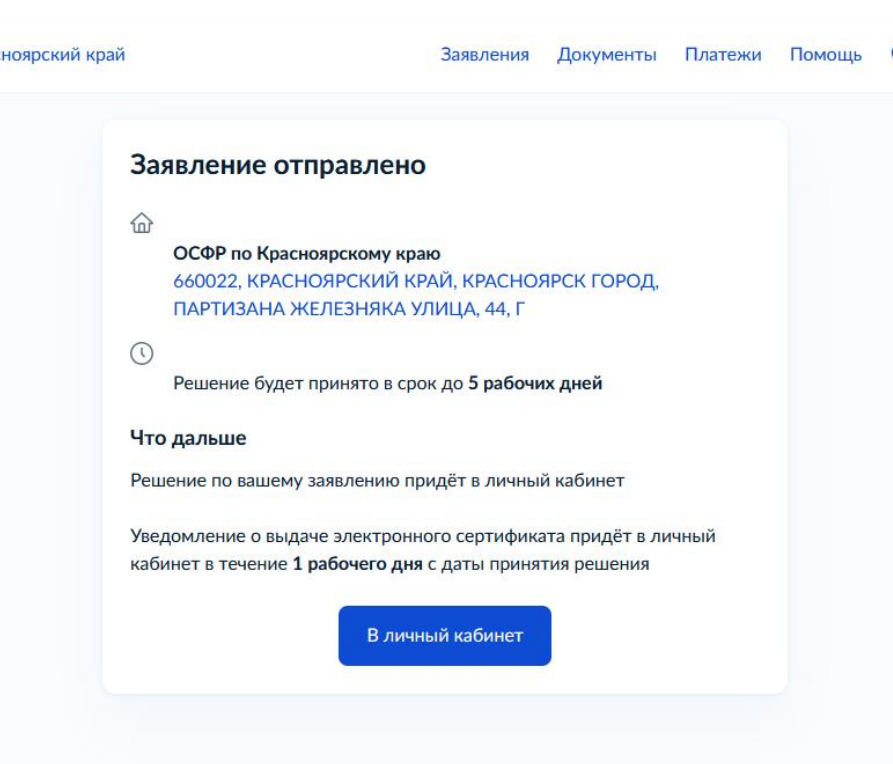 ноярский край
Заявления Документы Платежи Помощь
Заявление отправлено
ОСФР по Красноярскому краю
660022, КРАСНОЯРСКИЙ КРАЙ, КРАСНОЯРСК ГОРОД,
ПАРТИЗАНА ЖЕЛЕЗНЯКА УЛИЦА, 44, Г
Решение будет принято в срок до 5 рабочих дней
Что дальше
Решение по вашему заявлению придёт в личный кабинет
Уведомление о выдаче электронного сертификата придёт в личный
кабинет в течение 1 рабочего дня с даты принятия решения
В личный кабинет